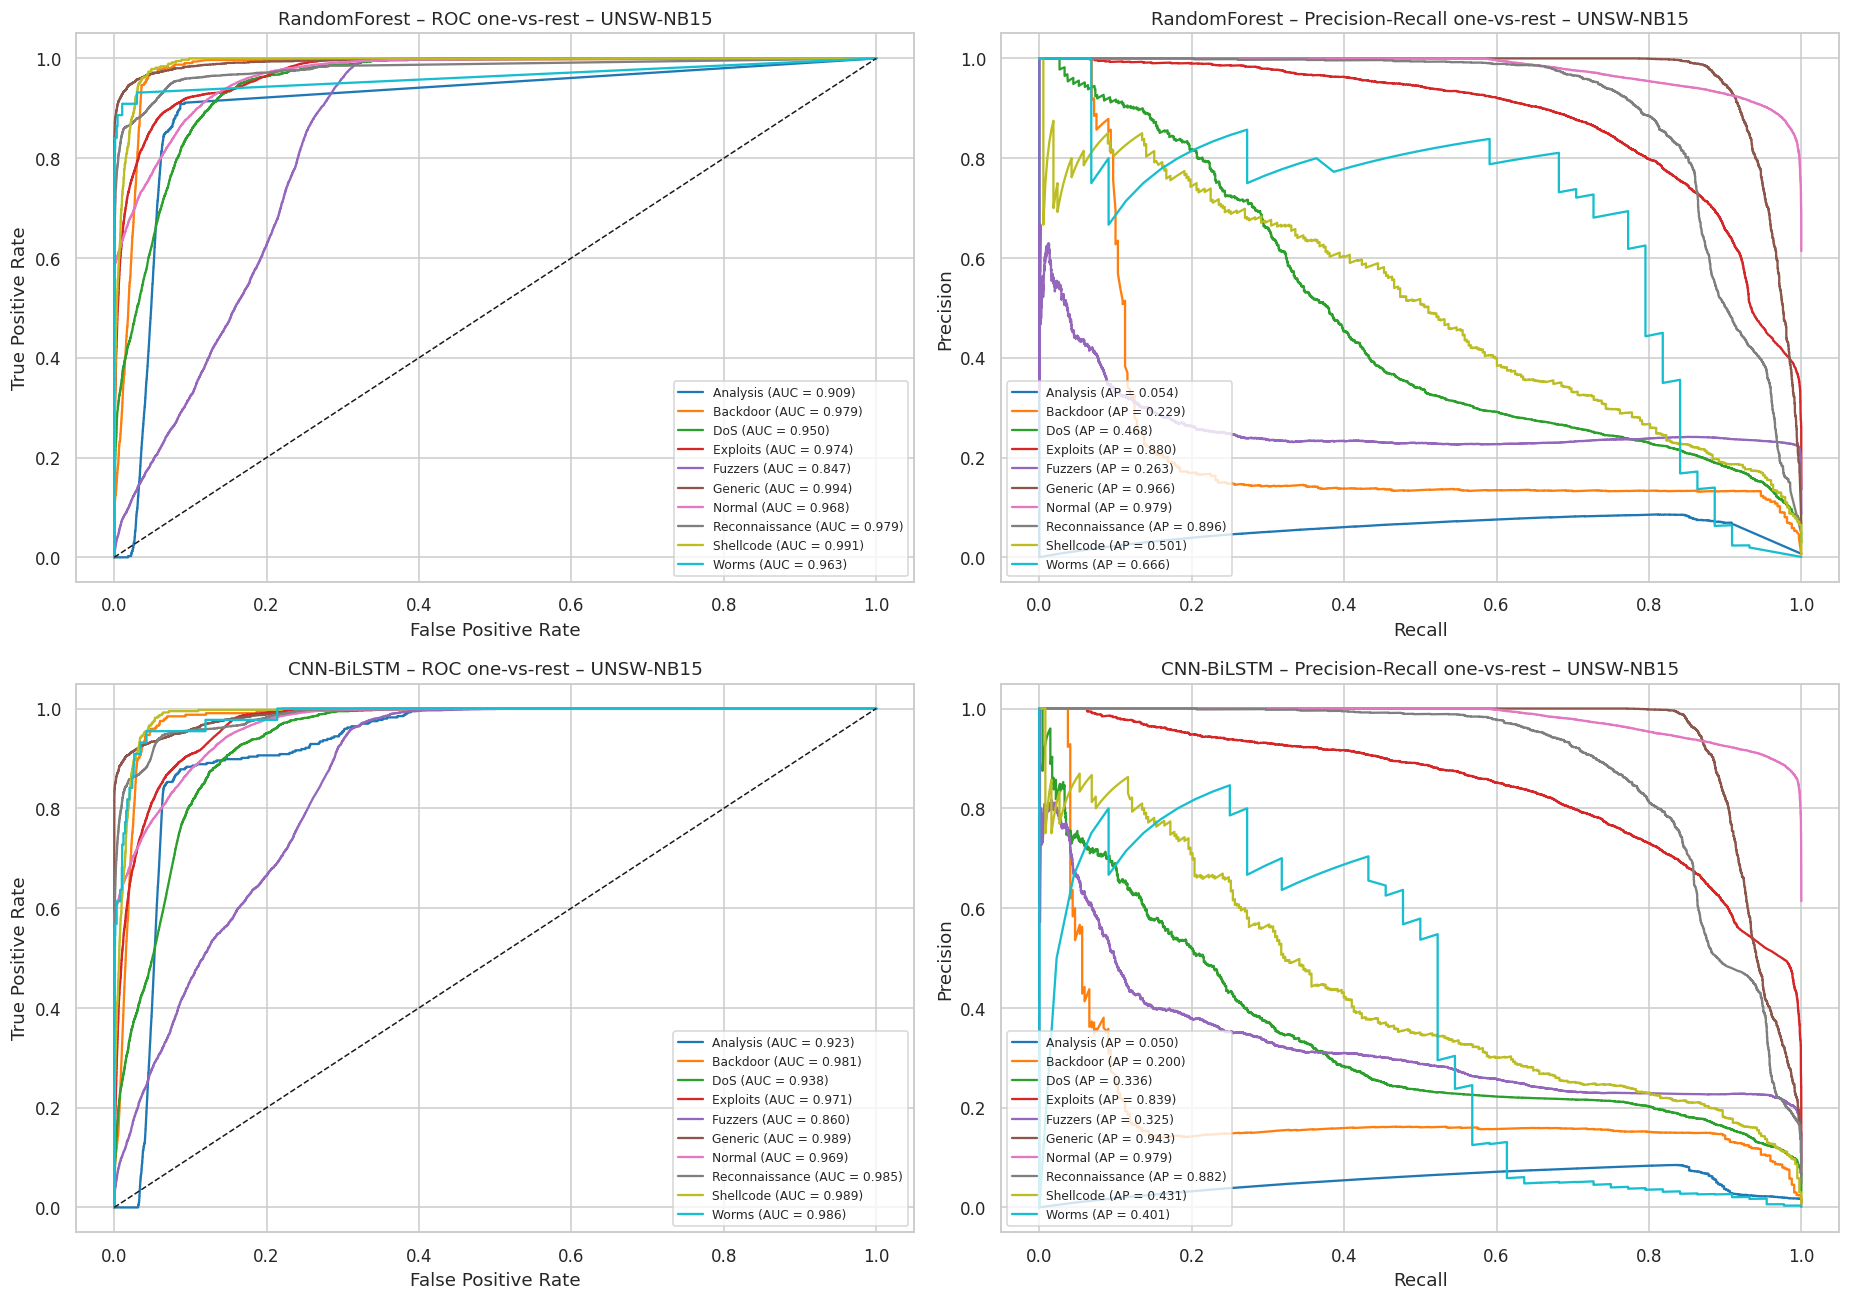 RandomForest – ROC one-vs-rest – UNSW-NB15
True Positive Rate
1.0
0.8
0.6
0.4
0.2
0.0
Analysis (AUC = 0.909)
Backdoor (AUC = 0.979)
DoS (AUC = 0.950)
Exploits (AUC = 0.974)
Fuzzers (AUC = 0.847)
Generic (AUC = 0.994)
Normal (AUC = 0.968)
Reconnaissance (AUC = 0.979)
Shellcode (AUC = 0.991)
Worms (AUC = 0.963)
0.0 0.2 0.4 0.6 0.8 1.0
False Positive Rate
RandomForest – Precision-Recall one-vs-rest – UNSW-NB15
Precision
1.0
0.8
0.6
0.4
0.2
0.0
Analysis (AP = 0.054)
Backdoor (AP = 0.229)
DoS (AP = 0.468)
Exploits (AP = 0.880)
Fuzzers (AP = 0.263)
Generic (AP = 0.966)
Normal (AP = 0.979)
Reconnaissance (AP = 0.896)
Shellcode (AP = 0.501)
Worms (AP = 0.666)
0.0 0.2 0.4 0.6 0.8 1.0
Recall
CNN-BiLSTM – ROC one-vs-rest – UNSW-NB15
True Positive Rate
1.0
0.8
0.6
0.4
0.2
0.0
Analysis (AUC = 0.923)
Backdoor (AUC = 0.981)
DoS (AUC = 0.938)
Exploits (AUC = 0.971)
Fuzzers (AUC = 0.860)
Generic (AUC = 0.989)
Normal (AUC = 0.969)
Reconnaissance (AUC = 0.985)
Shellcode (AUC = 0.989)
Worms (AUC = 0.986)
0.0 0.2 0.4 0.6 0.8 1.0
False Positive Rate
CNN-BiLSTM – Precision-Recall one-vs-rest – UNSW-NB15
Precision
1.0
0.8
0.6
0.4
0.2
0.0
Analysis (AP = 0.050)
Backdoor (AP = 0.200)
DoS (AP = 0.336)
Exploits (AP = 0.839)
Fuzzers (AP = 0.325)
Generic (AP = 0.943)
Normal (AP = 0.979)
Reconnaissance (AP = 0.882)
Shellcode (AP = 0.431)
Worms (AP = 0.401)
0.0 0.2 0.4 0.6 0.8 1.0
Recall